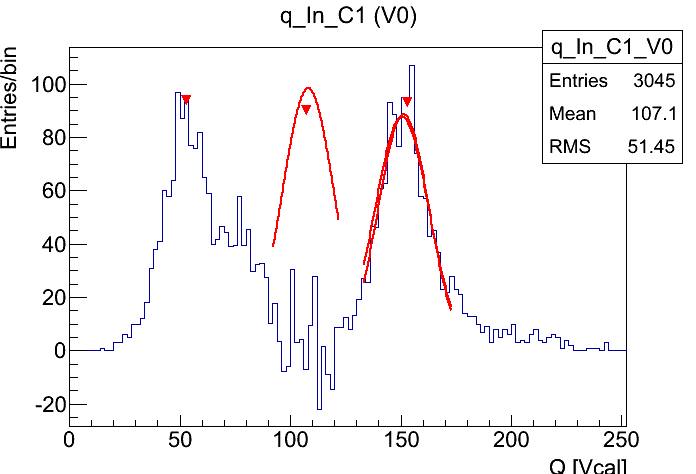 q_In_C1 (V0)
q_In_C1_V0
Entries 3045
Mean 107.1
RMS 51.45
Entries/bin
100
80
60
40
20
0
-20
0 50 100 150 200 250
Q [Vcal]